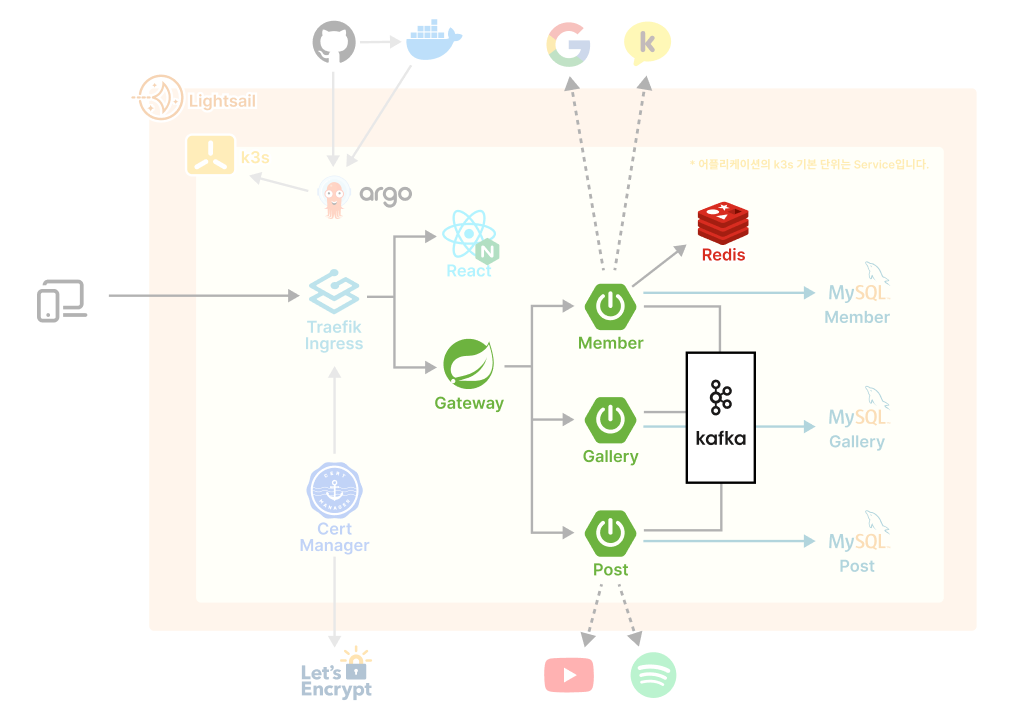 Lightsail
k3s
* 어플리케이션의 k3s 기본 단위는 Service입니다.
argo
Redis
React
N
Traefik
Ingress
MySQL
Member
Member
Gateway
kafka
MySQL
Gallery
Gallery
Cert
Manager
MySQL
Post
Post
Let's
Encrypt